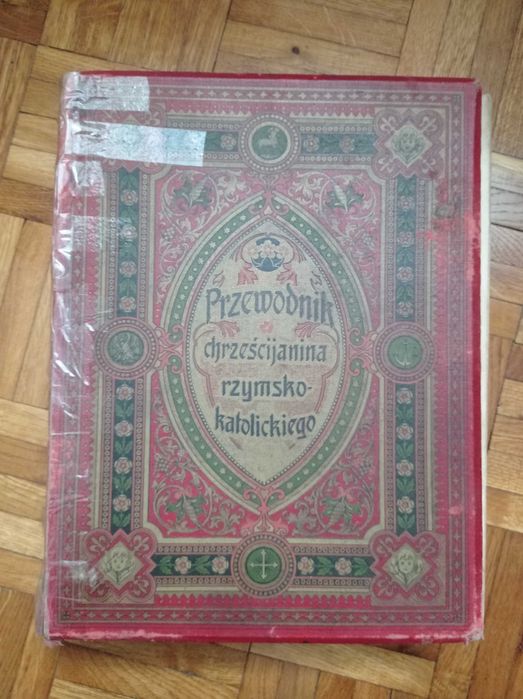 Przewodnik
chrześcijanina
rzymsko-
katolickiego